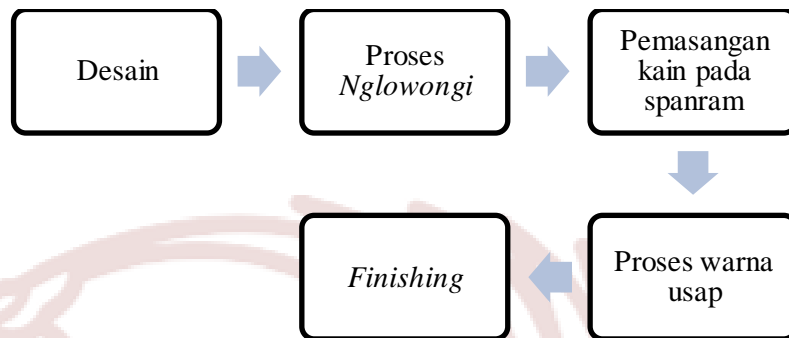 Desain
Proses
Nglowongi
Pemasangan
kain pada
spanram
Proses warna
usap
Finishing